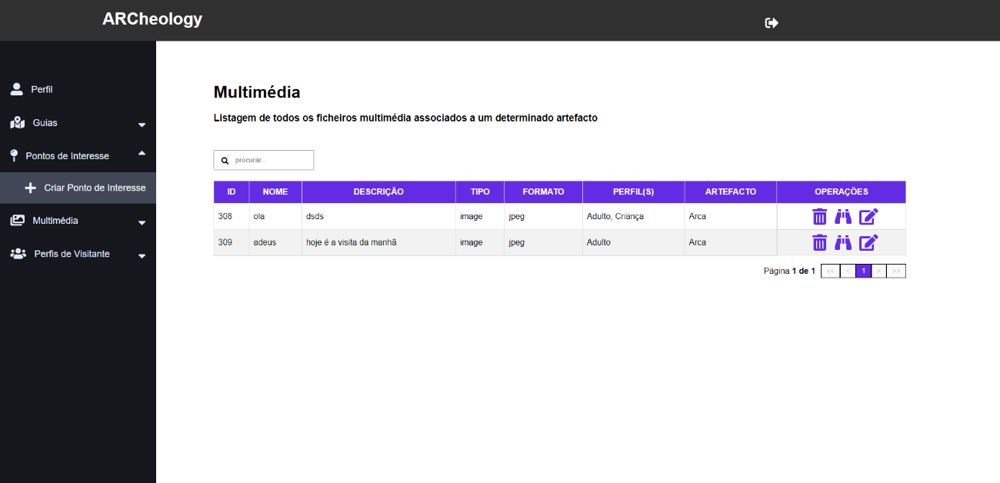 ARCheology
Perfil
Guias
Pontos de Interesse
Criar Ponto de Interesse
Multimédia
Perfis de Visitante
Multimédia
Listagem de todos os ficheiros multimédia associados a um determinado artefacto
procurar...
ID NOME DESCRIÇÃO TIPO FORMATO PERFIL(S) ARTEFACTO OPERAÇÕES
308 ola dsds image jpeg Adulto, Criança Arca
309 adeus hoje é a visita da manhã image jpeg Adulto Arca
Página 1 de 1 << < 1 > >>